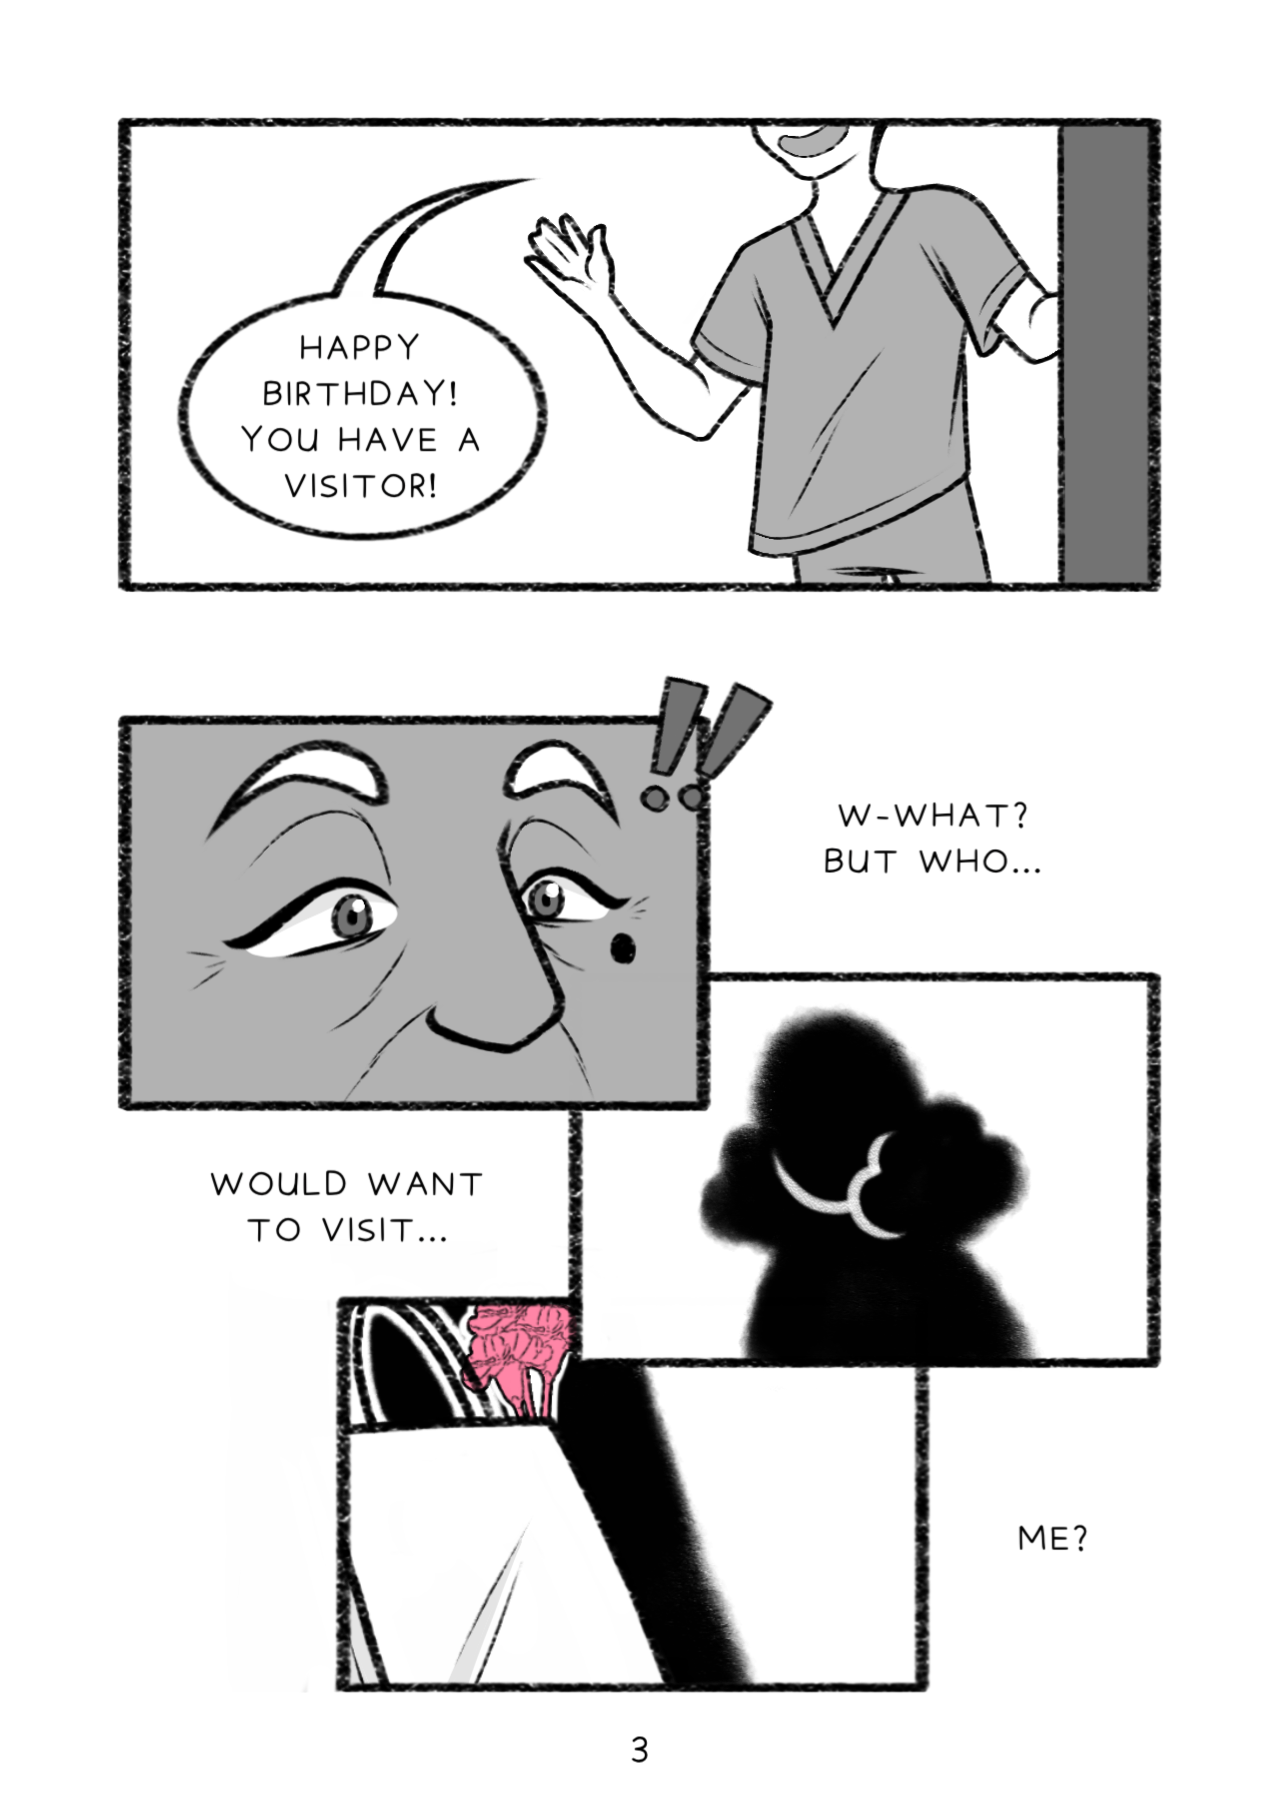 HAPPY
BIRTHDAY!
YOU HAVE A
VISITOR!
!!
W-WHAT?
BUT WHO...
WOULD WANT
TO VISIT...
ME?
3